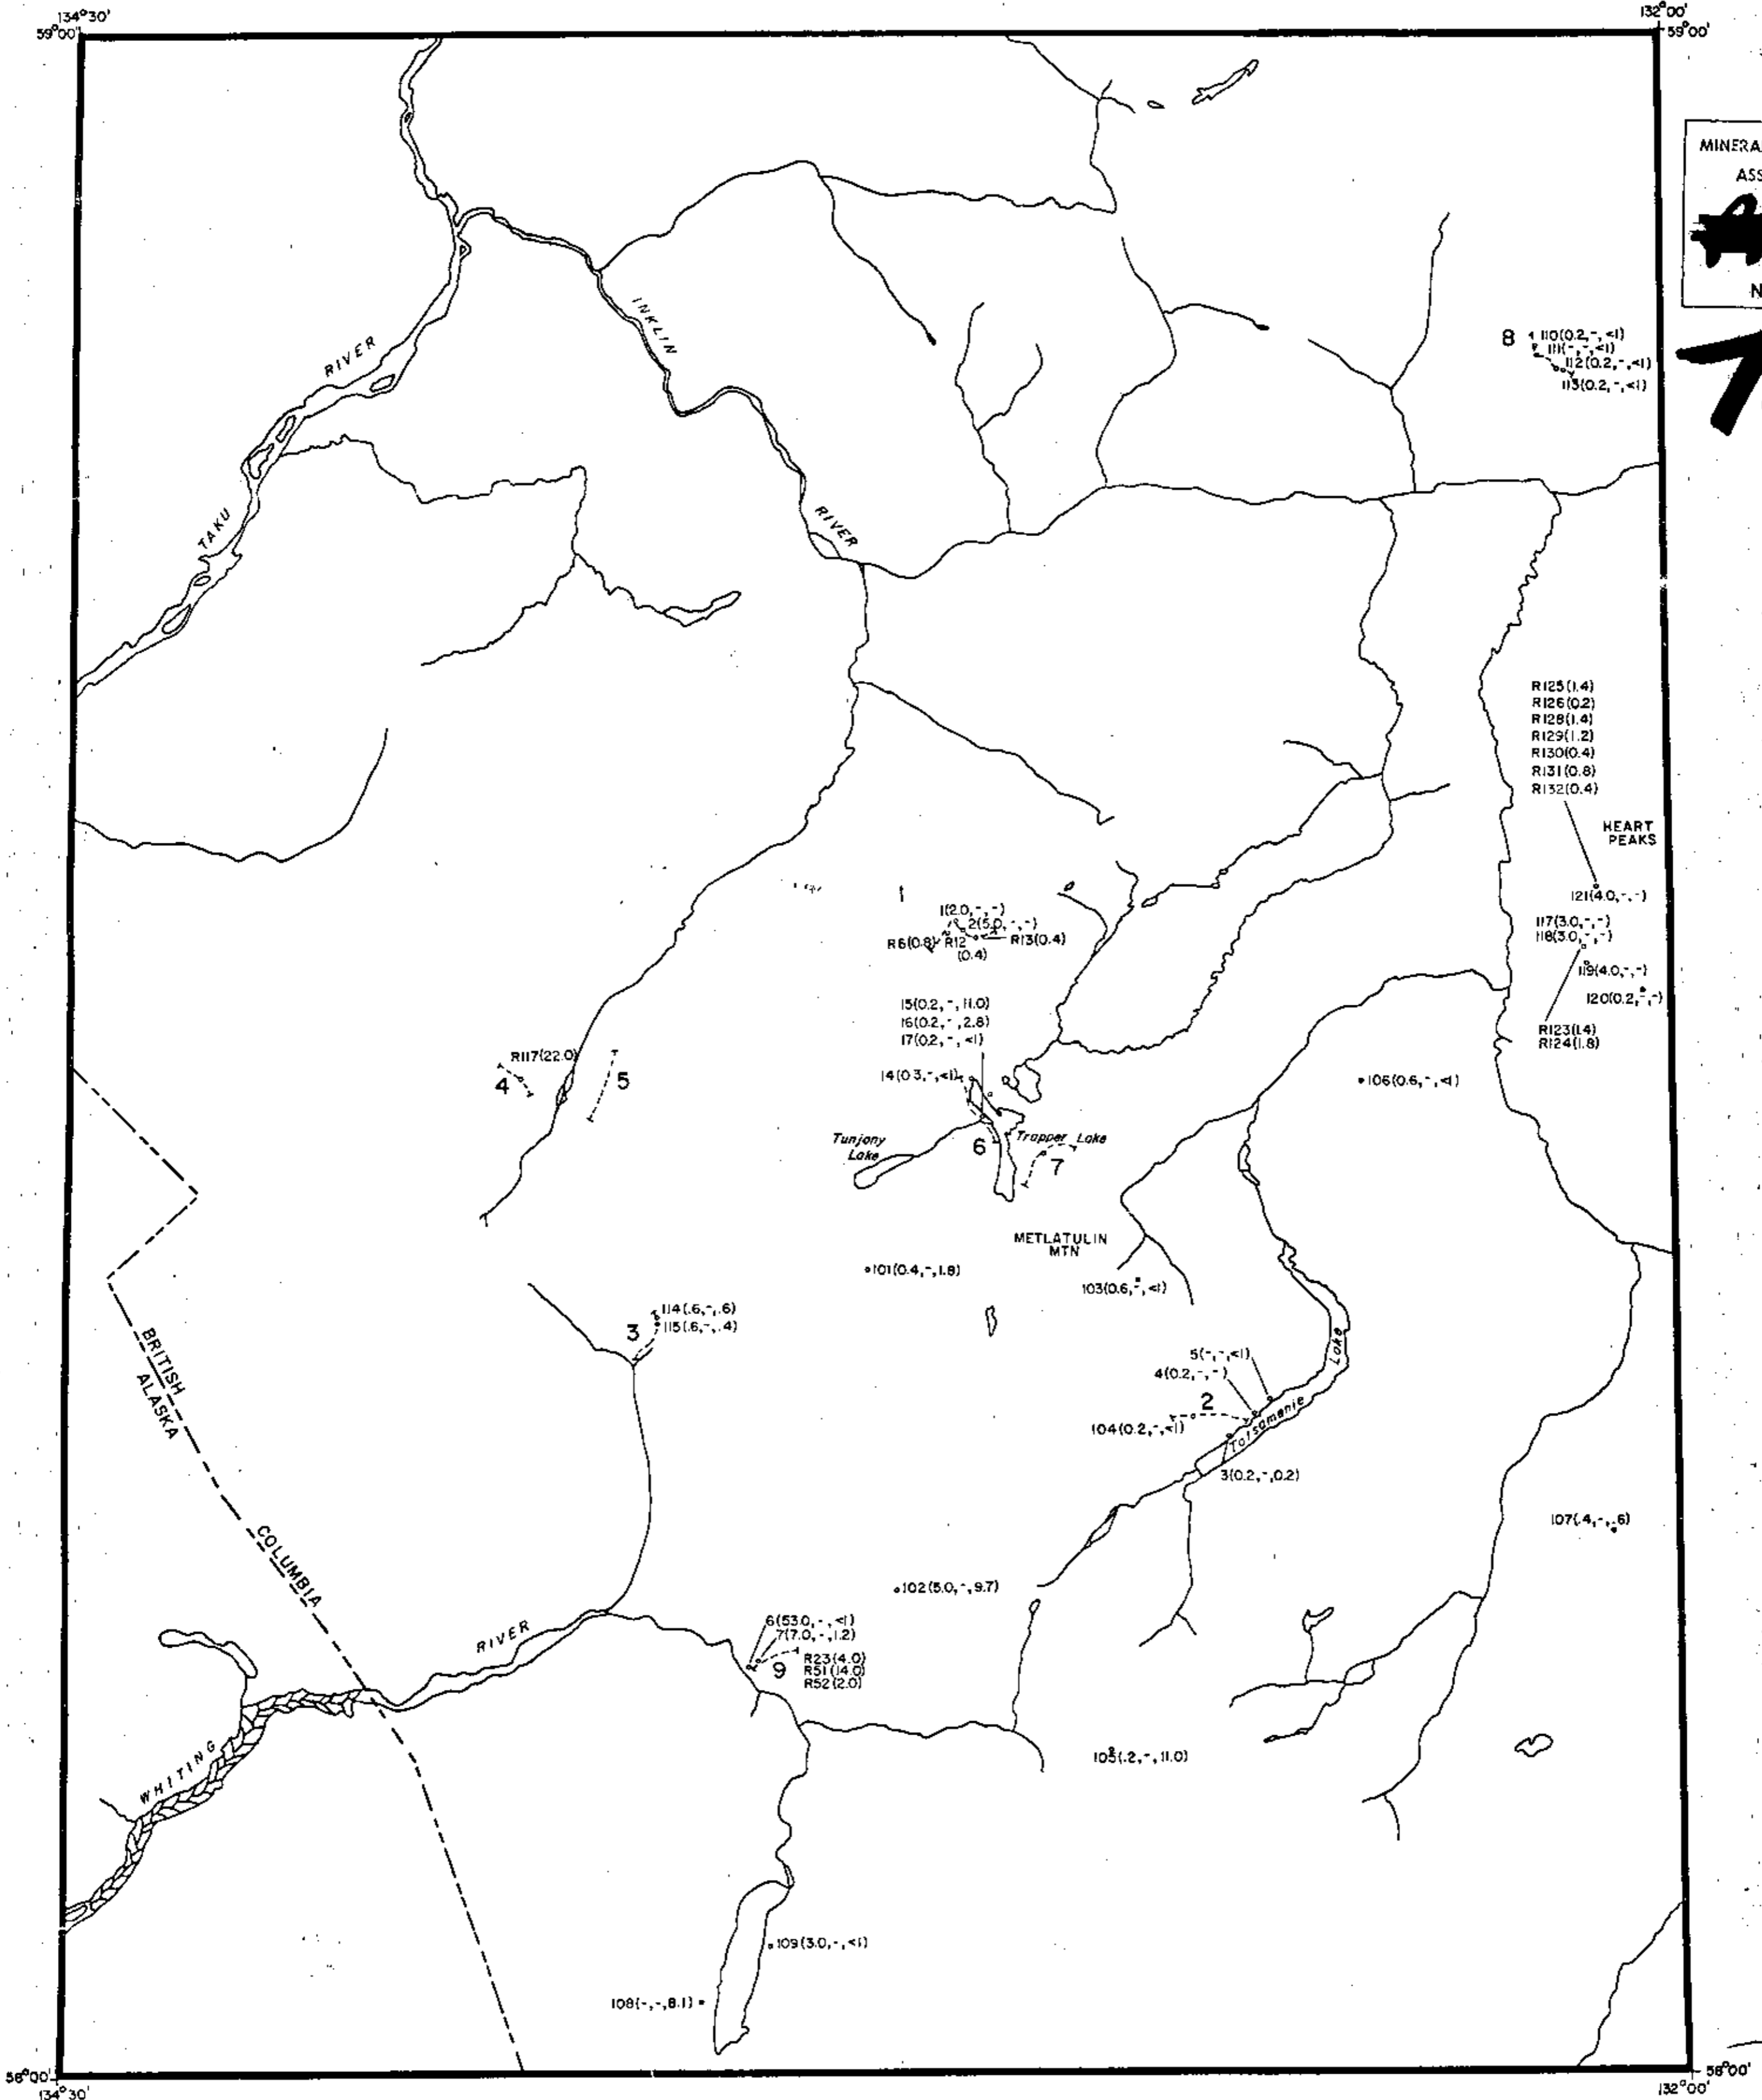 134°30'
132°00'
59°00'
59°00'
MINERA
ASS
N
RIVER
INKLIN
8
110(0.2,-,<1)
111(-,-,<1)
112(0.2,-,<1)
113(0.2,-,<1)
TAKU
RIVER
R125(1.4)
R126(0.2)
R128(1.4)
R129(1.2)
R130(0.4)
R131(0.8)
R132(0.4)
HEART
PEAKS
121(4.0,-,-)
1
1(2.0,-,-)
2(5.0,-,-)
R6(0.8)
R12
(0.4)
R13(0.4)
117(3.0,-,-)
118(3.0,-,-)
119(4.0,-,-)
120(0.2,-,-)
R123(1.4)
R124(1.8)
15(0.2,-,11.0)
16(0.2,-,2.8)
17(0.2,-,<1)
14(0.3,-,<1)
R117(22.0)
4
5
106(0.6,-,<1)
Tunjony
Lake
6
Trapper Lake
7
METLATULIN
MTN
101(0.4,-,1.8)
103(0.6,-,<1)
114(.6,-,.6)
115(.6,-,.4)
3
BRITISH
ALASKA
Lake
5(-,-,<1)
4(0.2,-,-)
2
104(0.2,-,<1)
Tatsamenie
3(0.2,-,0.2)
107(.4,-,.6)
COLUMBIA
102(5.0,-,9.7)
RIVER
6(53.0,-,<1)
7(7.0,-,1.2)
9
R23(4.0)
R51(14.0)
R52(2.0)
WHITING
105(.2,-,11.0)
109(3.0,-,<1)
108(-,-,8.1)
58°00'
58°00'
134°30'
132°00'